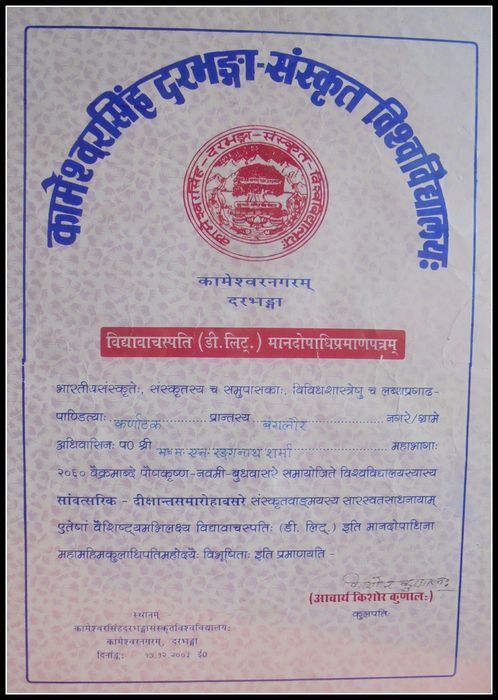 कामेश्वरसिंह दरभङ्गा-संस्कृत विश्वविद्यालयः
कामेश्वरसिंह-दरभङ्गा-संस्कृत-विश्वविद्यालयः
कामेश्वरनगरम्
दरभङ्गा
विद्यावाचस्पति (डी.लिट्.) मानदोपाधिप्रमाणपत्रम्
भारतीयसंस्कृतेः, संस्कृतस्य च समुपासकाः, विविधशास्त्रेषु च लब्धप्रगाढ-
पाण्डित्याः कर्णाटक प्रान्तस्य बंगलौर नगरे/ग्रामे
अधिवासिनः प० श्री एम.एस.रङ्गनाथ शर्मा महाभागाः
२०६० वैक्रमाब्दे पौषकृष्ण-नवमी-बुधवासरे समायोजिते विश्वविद्यालयस्यास्य
सांवत्सरिक - दीक्षान्तसमारोहावसरे संस्कृतवाङ्मयस्य सारस्वतसाधनायाम्
एतेषां वैशिष्ट्यमभिलक्ष्य विद्यावाचस्पतिः (डी. लिट्.) इति मानदोपाधिना
महामहिमकुलाधिपतिमहोदयैः विभूषिताः इति प्रमाणयति -
किशोर कुणाल
(आचार्य किशोर कुणालः)
कुलपतिः
स्थानम्
कामेश्वरसिंहदरभङ्गासंस्कृतविश्वविद्यालयः
कामेश्वरनगरम्, दरभङ्गा
दिनाङ्कः १७.१२.२००३ ई०